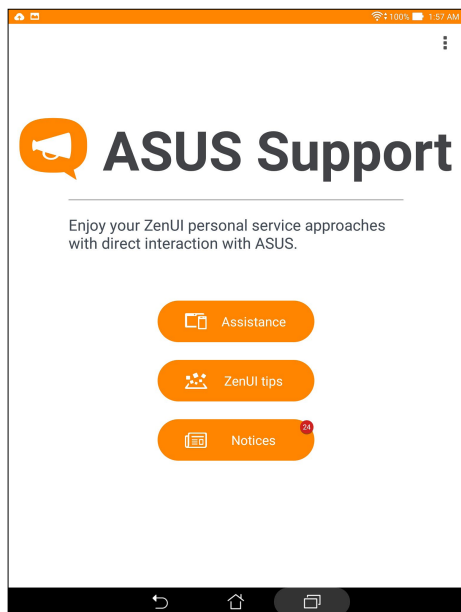 100% 1:57 AM
ASUS Support
Enjoy your ZenUI personal service approaches
with direct interaction with ASUS.
Assistance
ZenUI tips
24
Notices